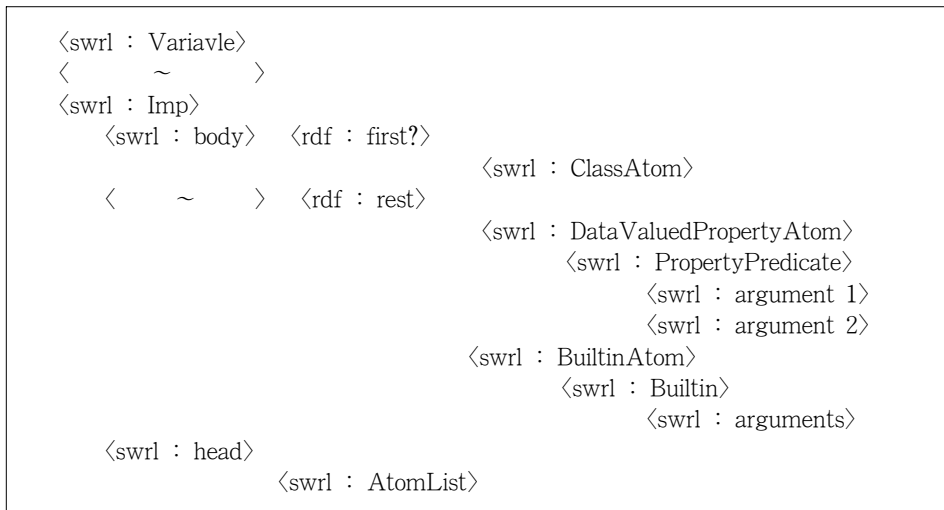 〈swrl : Variavle〉
〈 ~ 〉
〈swrl : Imp〉
〈swrl : body〉 〈rdf : first?〉
〈swrl : ClassAtom〉
〈 ~ 〉 〈rdf : rest〉
〈swrl : DataValuedPropertyAtom〉
〈swrl : PropertyPredicate〉
〈swrl : argument 1〉
〈swrl : argument 2〉
〈swrl : BuiltinAtom〉
〈swrl : Builtin〉
〈swrl : arguments〉
〈swrl : head〉
〈swrl : AtomList〉